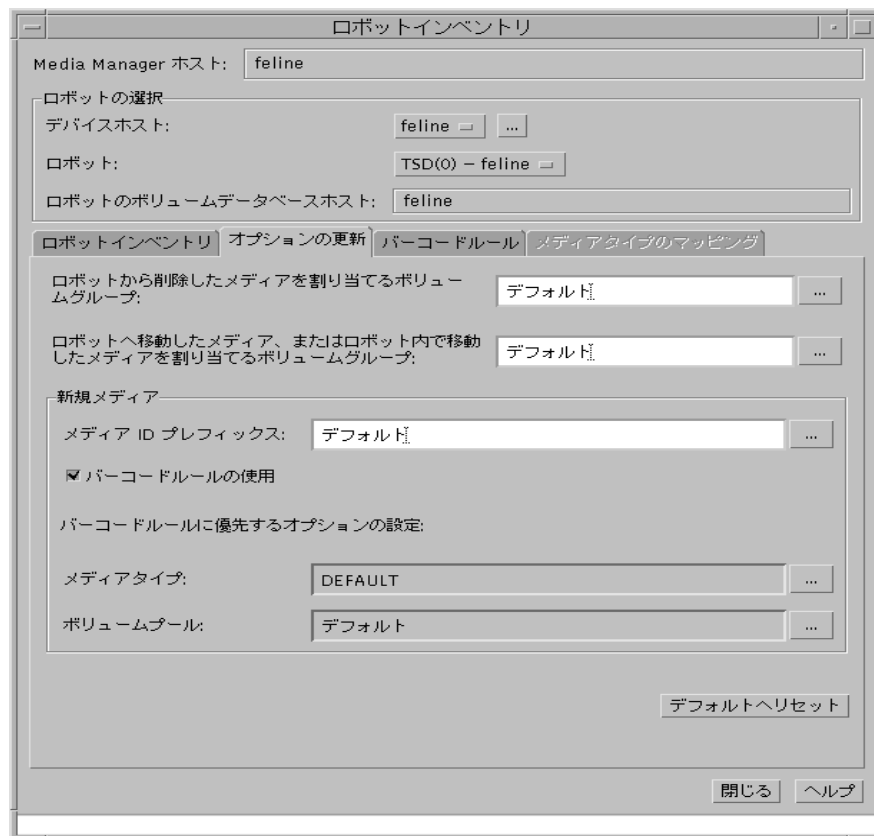 ロボットインベントリ
Media Manager ホスト: feline
ロボットの選択
デバイスホスト: feline ...
ロボット: TSD(0) – feline
ロボットのボリュームデータベースホスト: feline
ロボットインベントリ オプションの更新 バーコードルール メディアタイプのマッピング
ロボットから削除したメディアを割り当てるボリュー
ムグループ: デフォルト ...
ロボットへ移動したメディア、またはロボット内で移動
したメディアを割り当てるボリュームグループ: デフォルト ...
新規メディア
メディア ID プレフィックス: デフォルト ...
バーコードルールの使用
バーコードルールに優先するオプションの設定:
メディアタイプ: DEFAULT ...
ボリュームプール: デフォルト ...
デフォルトへリセット
閉じる ヘルプ